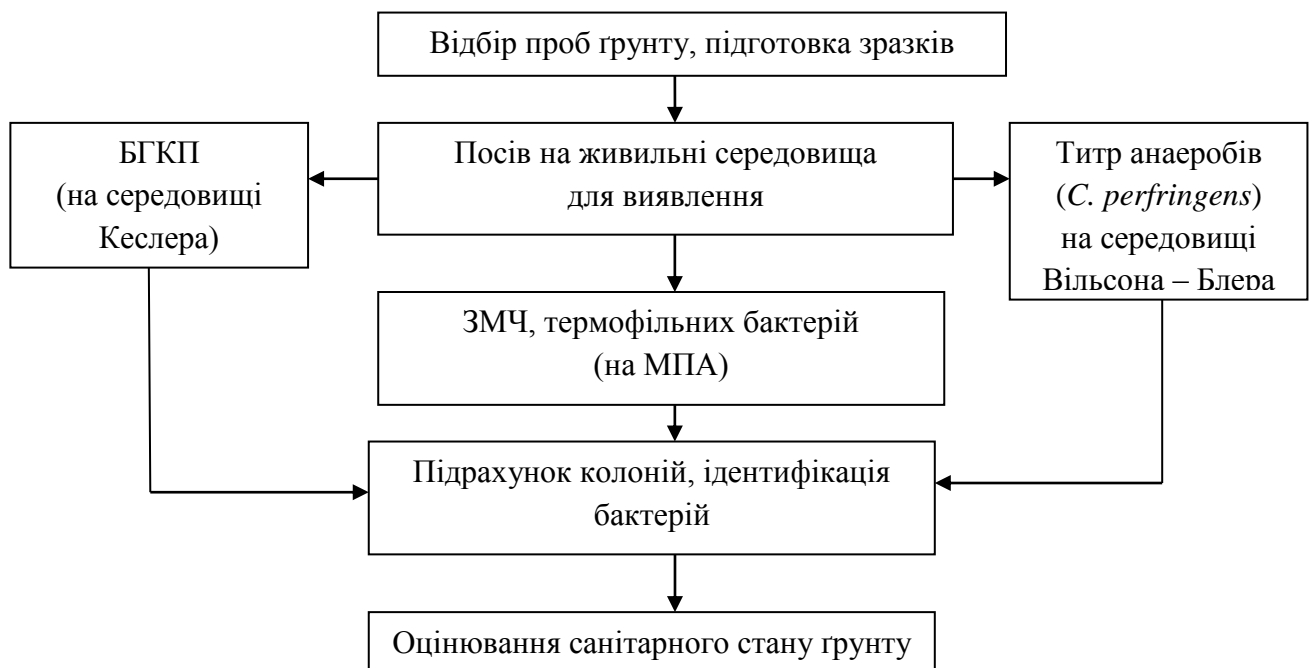 Відбір проб ґрунту, підготовка зразків
БГКП
(на середовищі
Кеслера)
Посів на живильні середовища
для виявлення
Титр анаеробів
(C. perfringens)
на середовищі
Вільсона – Блера
ЗМЧ, термофільних бактерій
(на МПА)
Підрахунок колоній, ідентифікація
бактерій
Оцінювання санітарного стану ґрунту